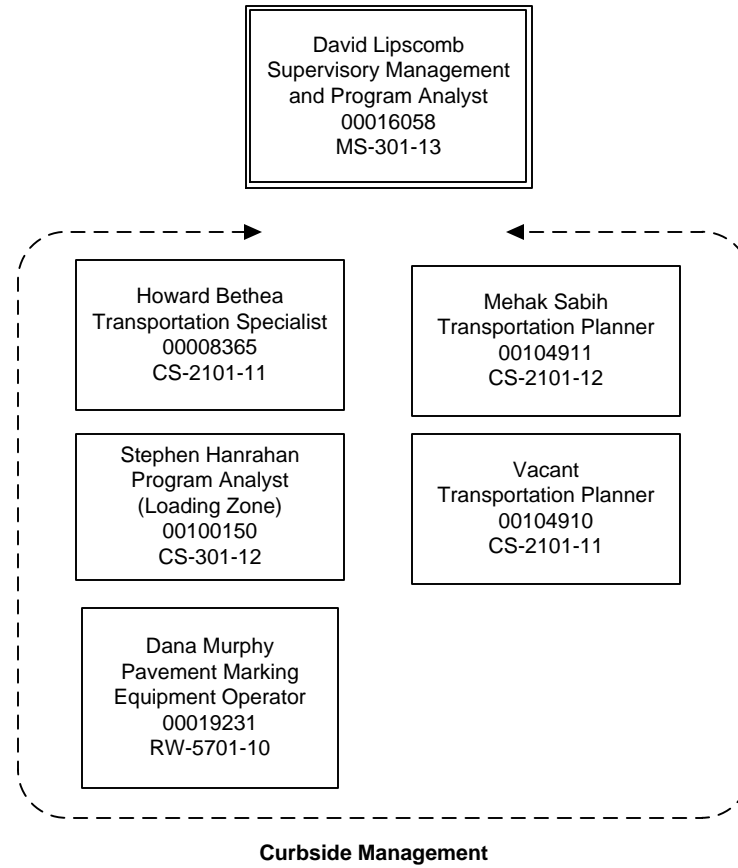 David Lipscomb
Supervisory Management
and Program Analyst
00016058
MS-301-13
Howard Bethea
Transportation Specialist
00008365
CS-2101-11
Mehak Sabih
Transportation Planner
00104911
CS-2101-12
Stephen Hanrahan
Program Analyst
(Loading Zone)
00100150
CS-301-12
Vacant
Transportation Planner
00104910
CS-2101-11
Dana Murphy
Pavement Marking
Equipment Operator
00019231
RW-5701-10
Curbside Management